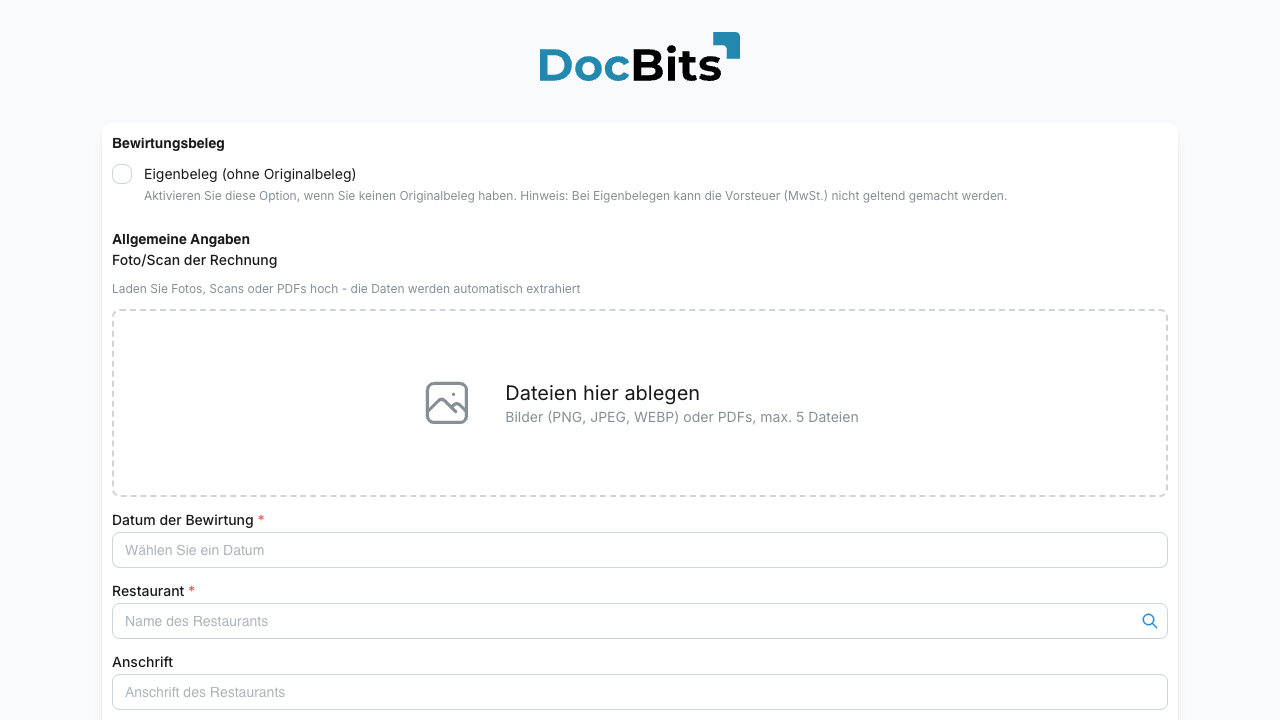 DocBits
Bewirtungsbeleg
Eigenbeleg (ohne Originalbeleg)
Aktivieren Sie diese Option, wenn Sie keinen Originalbeleg haben. Hinweis: Bei Eigenbelegen kann die Vorsteuer (MwSt.) nicht geltend gemacht werden.
Allgemeine Angaben
Foto/Scan der Rechnung
Laden Sie Fotos, Scans oder PDFs hoch - die Daten werden automatisch extrahiert
Dateien hier ablegen
Bilder (PNG, JPEG, WEBP) oder PDFs, max. 5 Dateien
Datum der Bewirtung *
Wählen Sie ein Datum
Restaurant *
Name des Restaurants
Anschrift
Anschrift des Restaurants